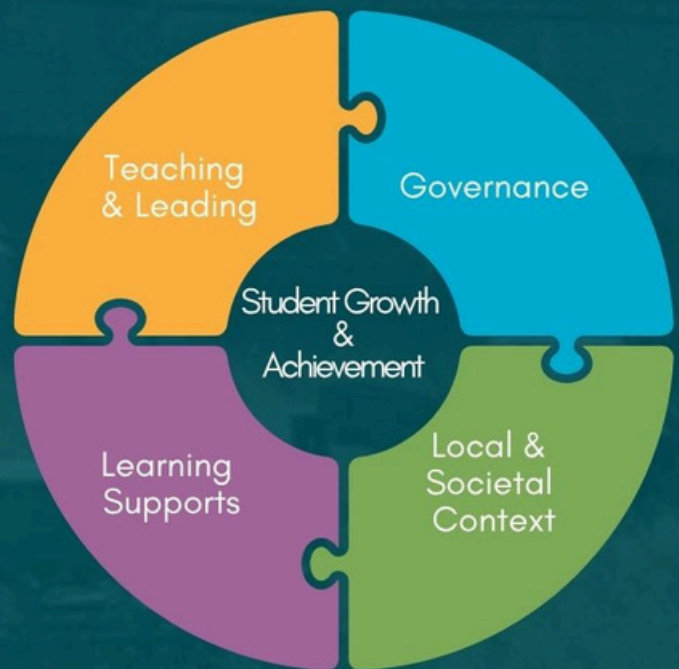 Teaching
& Leading
Governance
Student Growth
&
Achievement
Learning
Supports
Local &
Societal
Context